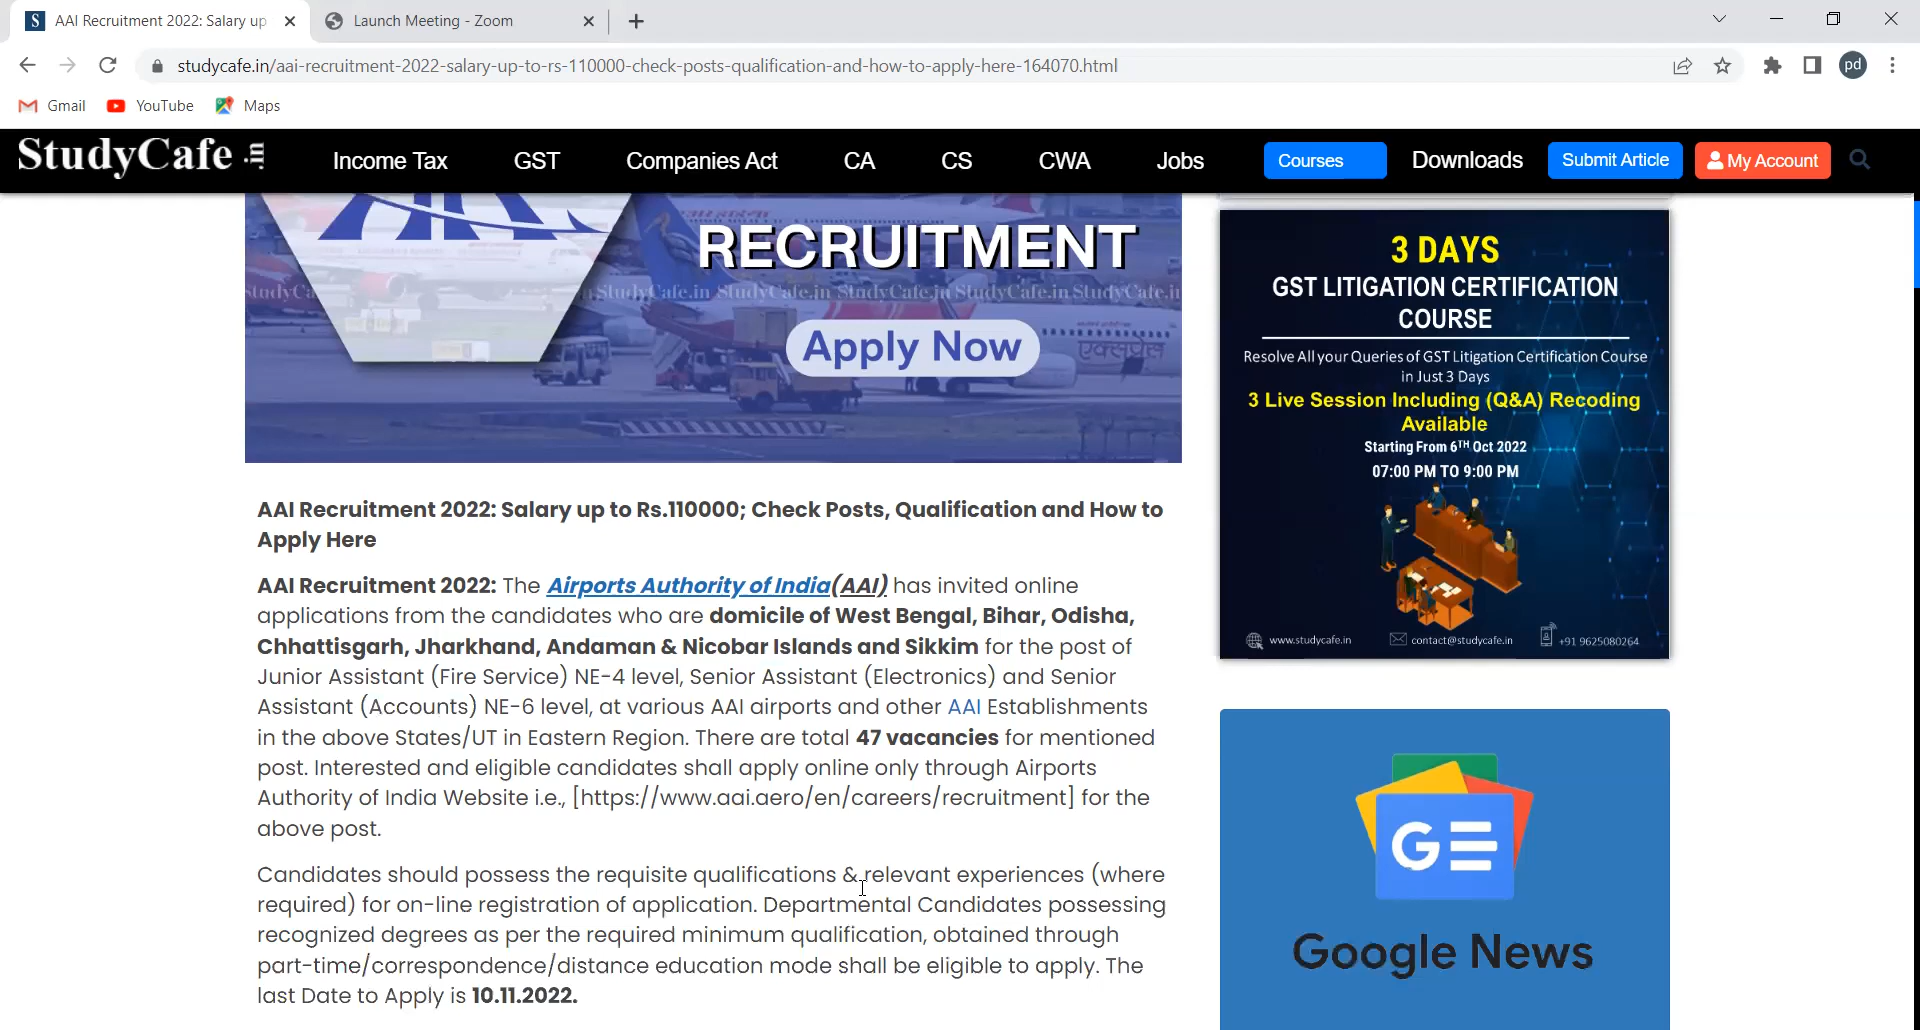 AAI Recruitment 2022: Salary up
Launch Meeting - Zoom
studycafe.in/aai-recruitment-2022-salary-up-to-rs-110000-check-posts-qualification-and-how-to-apply-here-164070.html
pd
Gmail YouTube Maps
StudyCafe .in
Income Tax GST Companies Act CA CS CWA Jobs Courses Downloads Submit Article My Account
RECRUITMENT
StudyCafe.in StudyCafe.in StudyCafe.in StudyCafe.in
एक्सप्रेस
Apply Now
3 DAYS
GST LITIGATION CERTIFICATION
COURSE
Resolve All your Queries of GST Litigation Certification Course
in Just 3 Days
3 Live Session Including (Q&A) Recoding
Available
Starting From 6TH Oct 2022
07:00 PM TO 9:00 PM
www.studycafe.in contact@studycafe.in +91 9625080264
AAI Recruitment 2022: Salary up to Rs.110000; Check Posts, Qualification and How to
Apply Here
AAI Recruitment 2022: The Airports Authority of India(AAI) has invited online
applications from the candidates who are domicile of West Bengal, Bihar, Odisha,
Chhattisgarh, Jharkhand, Andaman & Nicobar Islands and Sikkim for the post of
Junior Assistant (Fire Service) NE-4 level, Senior Assistant (Electronics) and Senior
Assistant (Accounts) NE-6 level, at various AAI airports and other AAI Establishments
in the above States/UT in Eastern Region. There are total 47 vacancies for mentioned
post. Interested and eligible candidates shall apply online only through Airports
Authority of India Website i.e., [https://www.aai.aero/en/careers/recruitment] for the
above post.
Candidates should possess the requisite qualifications & relevant experiences (where
required) for on-line registration of application. Departmental Candidates possessing
recognized degrees as per the required minimum qualification, obtained through
part-time/correspondence/distance education mode shall be eligible to apply. The
last Date to Apply is 10.11.2022.
Google News